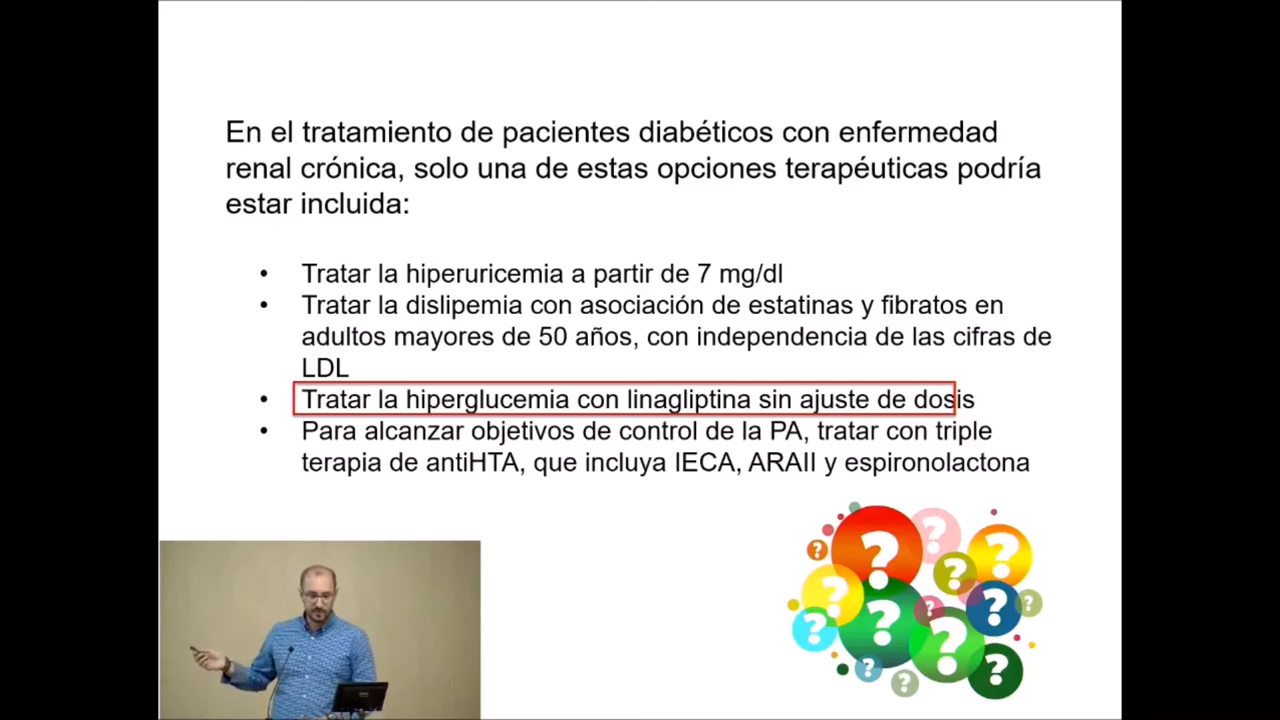 En el tratamiento de pacientes diabéticos con enfermedad
renal crónica, solo una de estas opciones terapéuticas podría
estar incluida:
• Tratar la hiperuricemia a partir de 7 mg/dl
• Tratar la dislipemia con asociación de estatinas y fibratos en
adultos mayores de 50 años, con independencia de las cifras de
LDL
• Tratar la hiperglucemia con linagliptina sin ajuste de dosis
• Para alcanzar objetivos de control de la PA, tratar con triple
terapia de antiHTA, que incluya IECA, ARAII y espironolactona
? ? ? ? ? ? ? ? ? ? ? ? ? ?